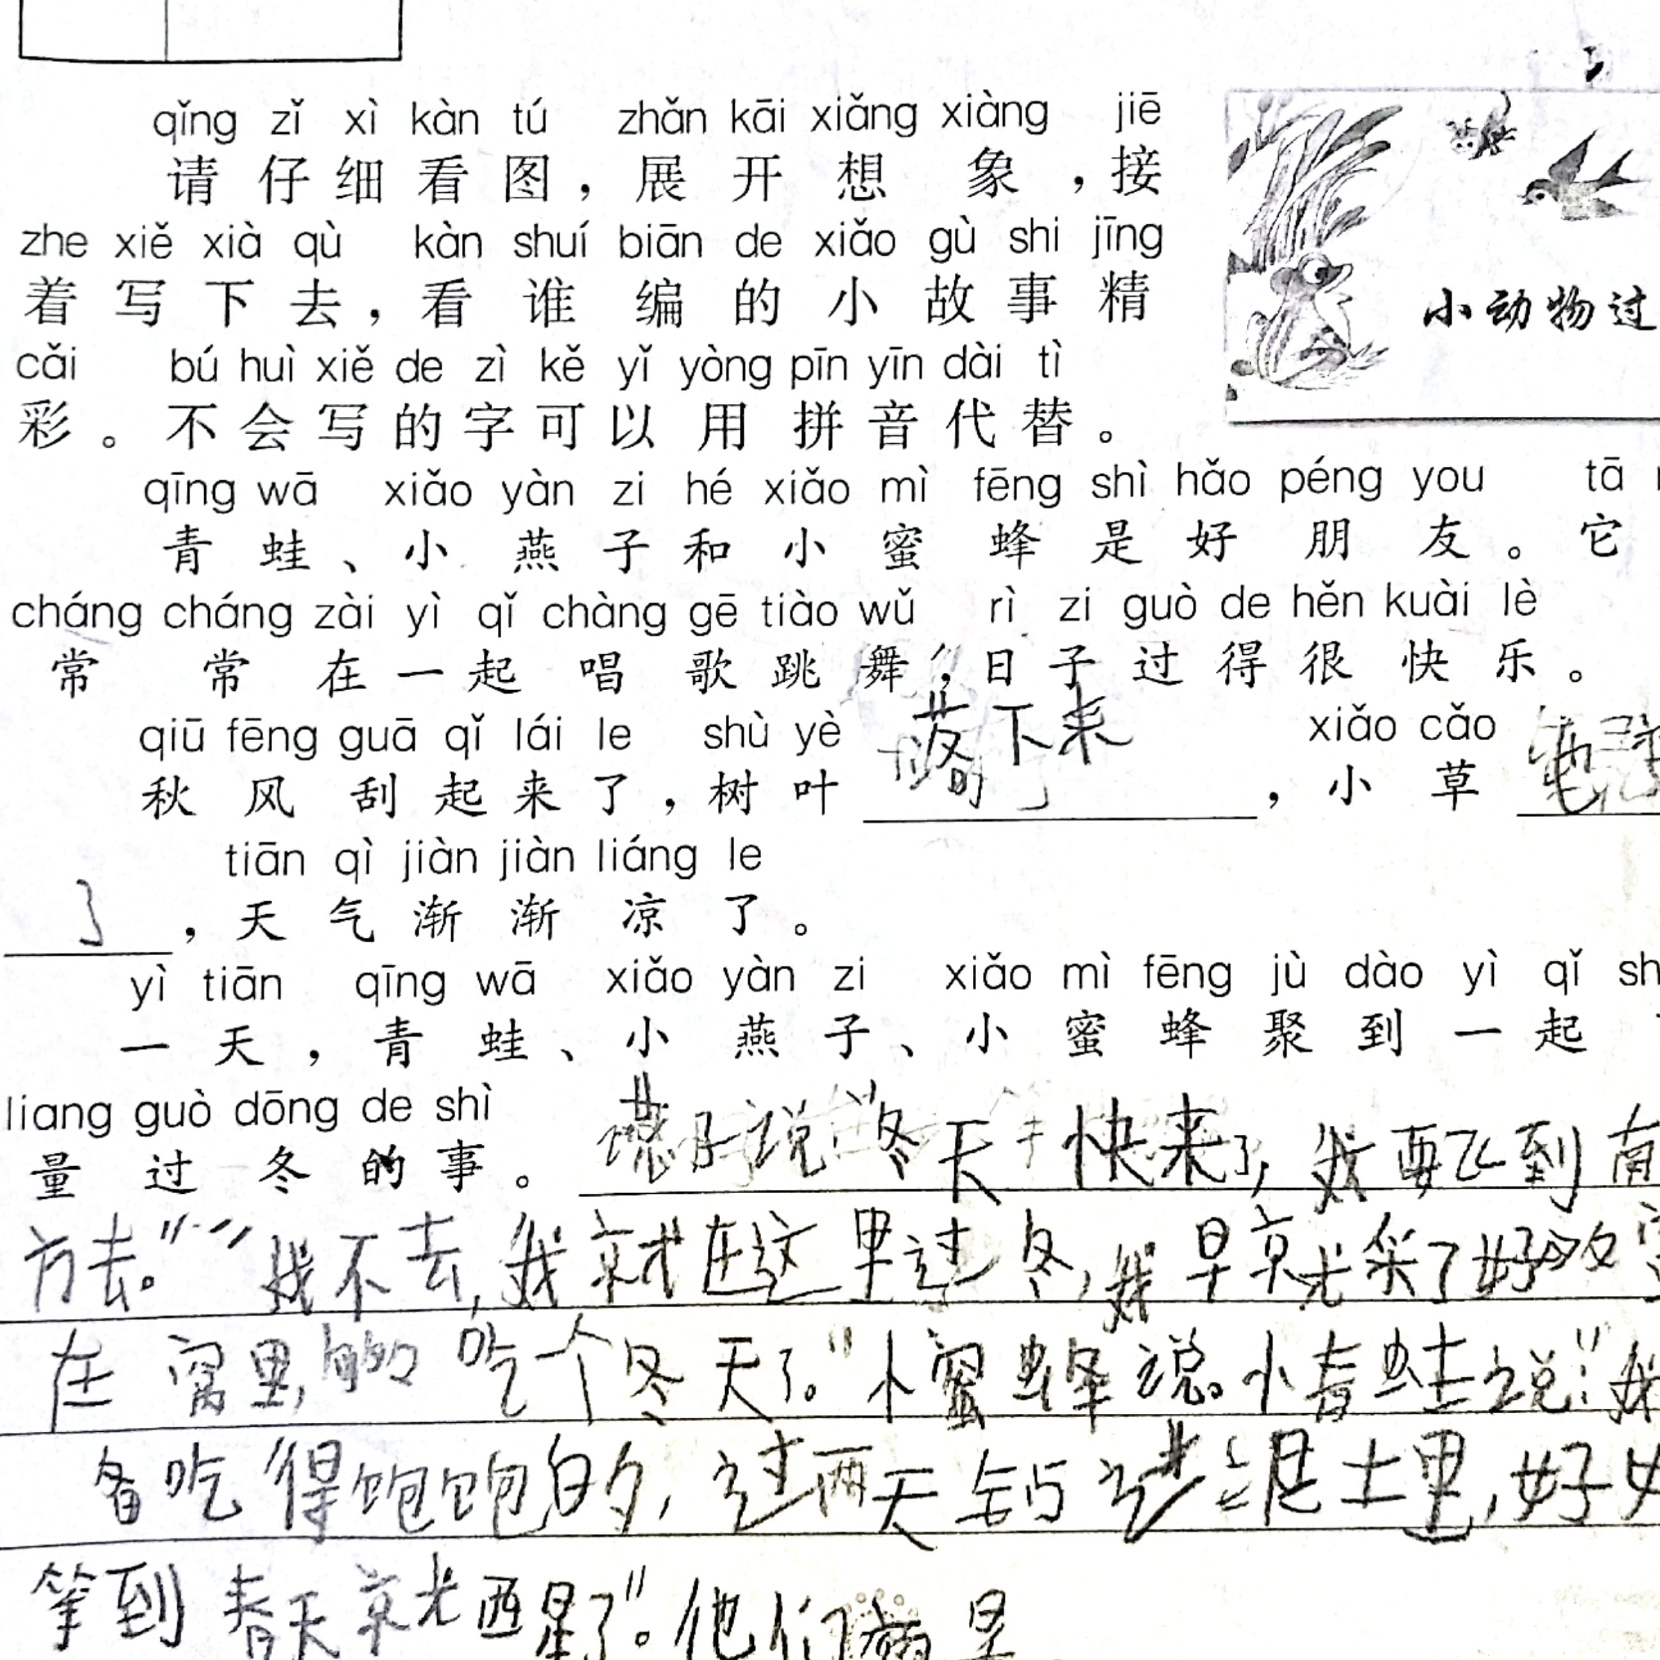 qǐng zǐ xì kàn tú zhǎn kāi xiǎng xiàng jiē
请仔细看图，展开想象，接
zhe xiě xià qù kàn shuí biān de xiǎo gù shi jīng
着写下去，看谁编的小故事精
cǎi bú huì xiě de zì kě yǐ yòng pīn yīn dài tì
彩。不会写的字可以用拼音代替。
小动物过
qīng wā xiǎo yàn zi hé xiǎo mì fēng shì hǎo péng you tā
青蛙、小燕子和小蜜蜂是好朋友。它
cháng cháng zài yì qǐ chàng gē tiào wǔ rì zi guò de hěn kuài lè
常常在一起唱歌跳舞，日子过得很快乐。
qiū fēng guā qǐ lái le shù yè xiǎo cǎo
秋风刮起来了，树叶落下来了，小草
tiān qì jiàn jiàn liáng le
了，天气渐渐凉了。
yì tiān qīng wā xiǎo yàn zi xiǎo mì fēng jù dào yì qǐ
一天，青蛙、小燕子、小蜜蜂聚到一起
liang guò dōng de shì
量过冬的事。燕子说“冬天快来了，我要飞到南
方去。”“我不去，我就在这里过冬，我早就采了好多
在窝里，够吃一个冬天了。”小蜜蜂说。小青蛙说：“我
备吃得饱饱的，过两天钻进泥土里，好
等到春天就醒了”。他们